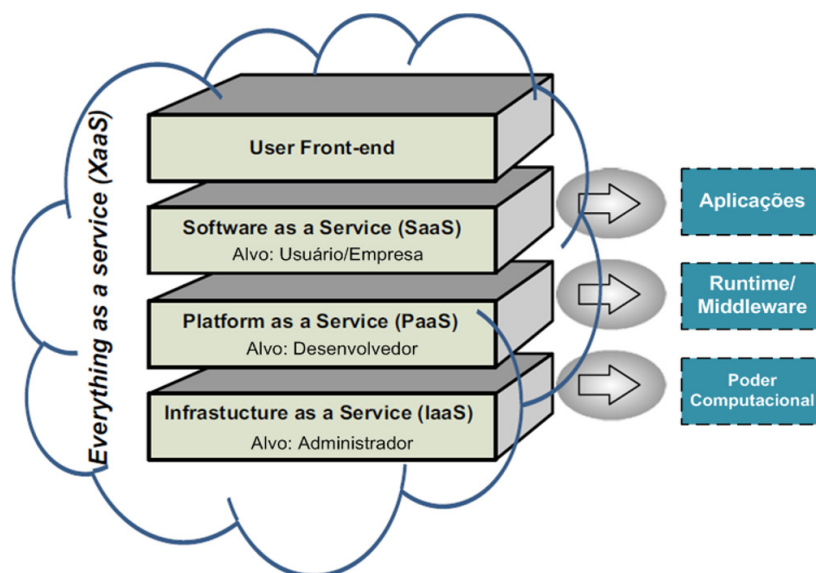 Everything as a service (XaaS)
User Front-end
Software as a Service (SaaS)
Alvo: Usuário/Empresa
Platform as a Service (PaaS)
Alvo: Desenvolvedor
Infrastucture as a Service (IaaS)
Alvo: Administrador
Aplicações
Runtime/
Middleware
Poder
Computacional